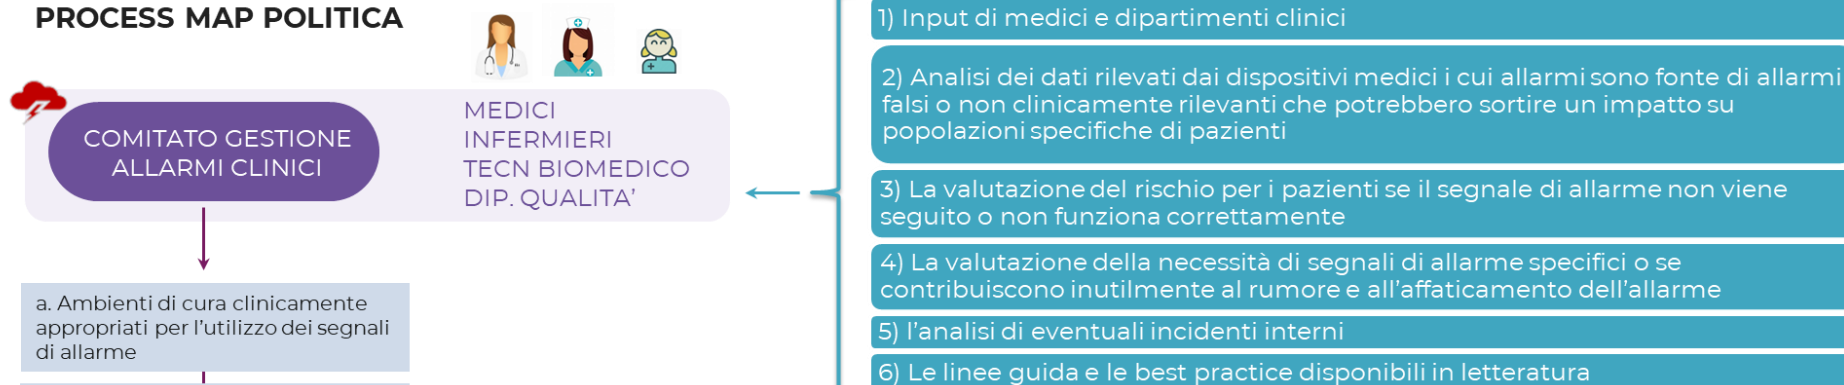 PROCESS MAP POLITICA
COMITATO GESTIONE
ALLARMI CLINICI
MEDICI
INFERMIERI
TECN BIOMEDICO
DIP. QUALITA’
a. Ambienti di cura clinicamente
appropriati per l’utilizzo dei segnali
di allarme
1) Input di medici e dipartimenti clinici
2) Analisi dei dati rilevati dai dispositivi medici i cui allarmi sono fonte di allarmi
falsi o non clinicamente rilevanti che potrebbero sortire un impatto su
popolazioni specifiche di pazienti
3) La valutazione del rischio per i pazienti se il segnale di allarme non viene
seguito o non funziona correttamente
4) La valutazione della necessità di segnali di allarme specifici o se
contribuiscono inutilmente al rumore e all’affaticamento dell’allarme
5) l’analisi di eventuali incidenti interni
6) Le linee guida e le best practice disponibili in letteratura